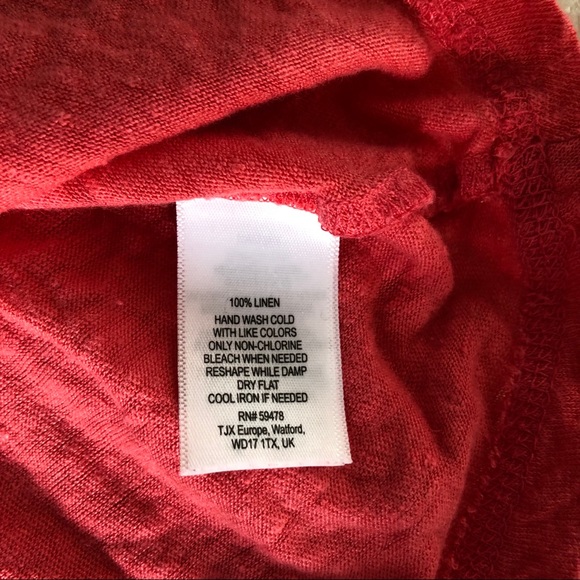 100% LINEN
HAND WASH COLD
WITH LIKE COLORS
ONLY NON-CHLORINE
BLEACH WHEN NEEDED
RESHAPE WHILE DAMP
DRY FLAT
COOL IRON IF NEEDED
RN# 59478
TJX Europe, Watford,
WD17 1TX, UK